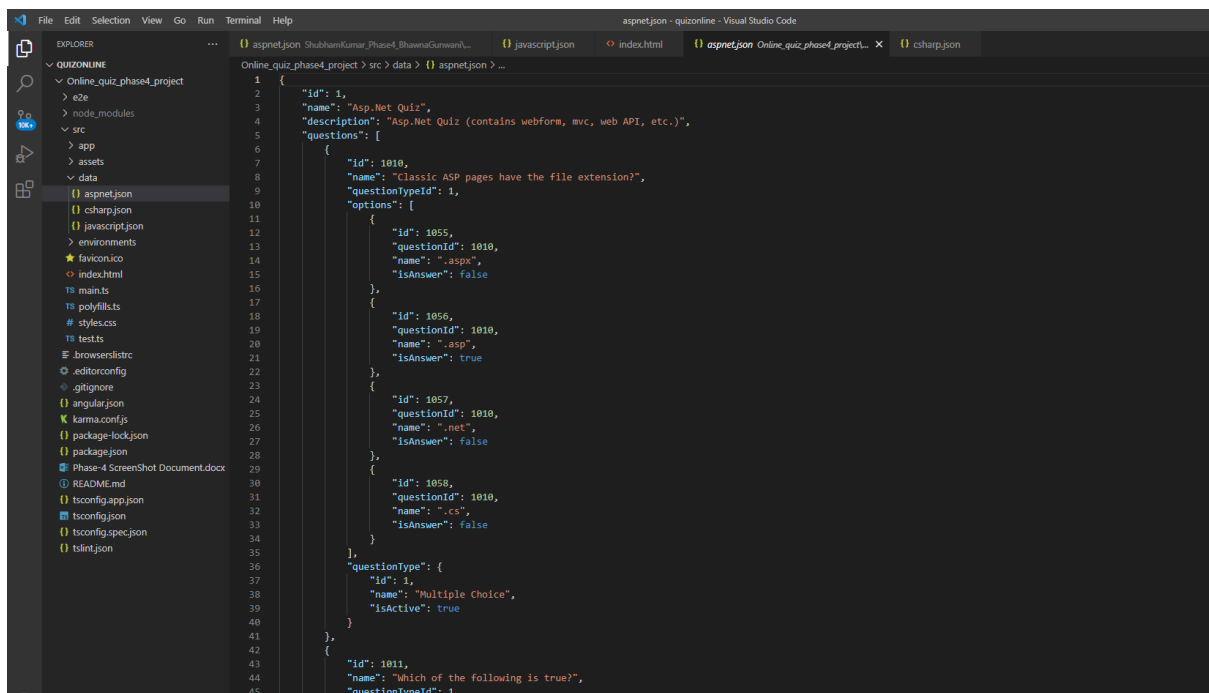 File Edit Selection View Go Run Terminal Help aspnet.json - quizonline - Visual Studio Code
EXPLORER ...
QUIZONLINE
Online_quiz_phase4_project
e2e
node_modules
src
app
assets
data
{} aspnet.json
{} csharp.json
{} javascript.json
environments
favicon.ico
<> index.html
TS main.ts
TS polyfills.ts
# styles.css
TS test.ts
.browserslistrc
.editorconfig
.gitignore
{} angular.json
karma.conf.js
{} package-lock.json
{} package.json
Phase-4 ScreenShot Document.docx
README.md
{} tsconfig.app.json
tsconfig.json
{} tsconfig.spec.json
{} tslint.json
10K+
{} aspnet.json ShubhamKumar_Phase4_BhawnaGunwani\... {} javascript.json <> index.html {} aspnet.json Online_quiz_phase4_project\... × {} csharp.json
Online_quiz_phase4_project > src > data > {} aspnet.json > ...
1 {
2 "id": 1,
3 "name": "Asp.Net Quiz",
4 "description": "Asp.Net Quiz (contains webform, mvc, web API, etc.)",
5 "questions": [
6 {
7 "id": 1010,
8 "name": "Classic ASP pages have the file extension?",
9 "questionTypeId": 1,
10 "options": [
11 {
12 "id": 1055,
13 "questionId": 1010,
14 "name": ".aspx",
15 "isAnswer": false
16 },
17 {
18 "id": 1056,
19 "questionId": 1010,
20 "name": ".asp",
21 "isAnswer": true
22 },
23 {
24 "id": 1057,
25 "questionId": 1010,
26 "name": ".net",
27 "isAnswer": false
28 },
29 {
30 "id": 1058,
31 "questionId": 1010,
32 "name": ".cs",
33 "isAnswer": false
34 }
35 ],
36 "questionType": {
37 "id": 1,
38 "name": "Multiple Choice",
39 "isActive": true
40 }
41 },
42 {
43 "id": 1011,
44 "name": "Which of the following is true?",
45 "questionTypeId": 1